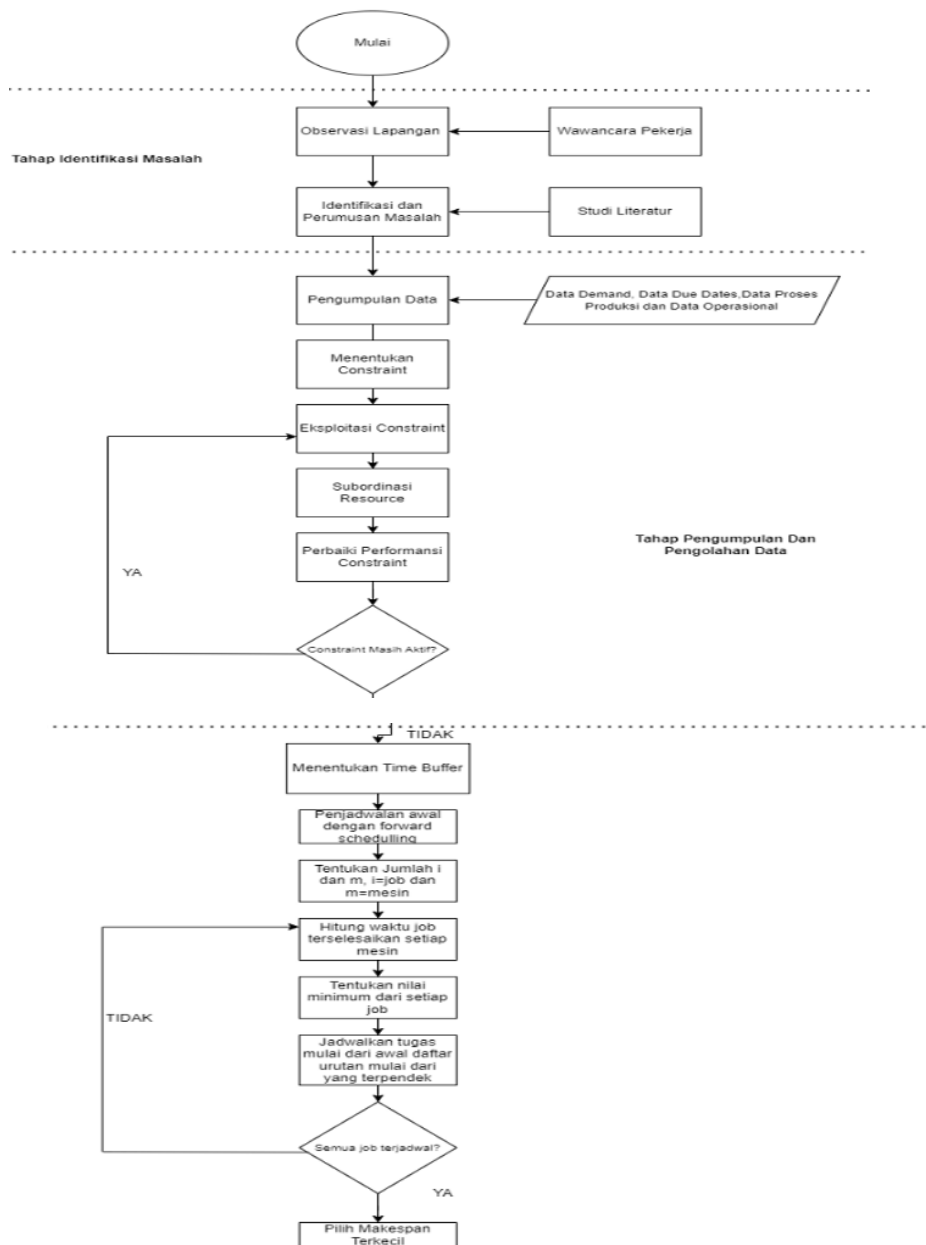 Mulai
Observasi Lapangan
Wawancara Pekerja
Tahap Identifikasi Masalah
Identifikasi dan
Perumusan Masalah
Studi Literatur
Pengumpulan Data
Data Demand, Data Due Dates,Data Proses
Produksi dan Data Operasional
Menentukan
Constraint
Eksploitasi Constraint
Subordinasi
Resource
Perbaiki Performansi
Constraint
Tahap Pengumpulan Dan
Pengolahan Data
YA
Constraint Masih Aktif?
TIDAK
Menentukan Time Buffer
Penjadwalan awal
dengan forward
schedulling
Tentukan Jumlah i
dan m, i=job dan
m=mesin
Hitung waktu job
terselesaikan setiap
mesin
Tentukan nilai
minimum dari setiap
job
TIDAK
Jadwalkan tugas
mulai dari awal daftar
urutan mulai dari
yang terpendek
Semua job terjadwal?
YA
Pilih Makespan
Terkecil